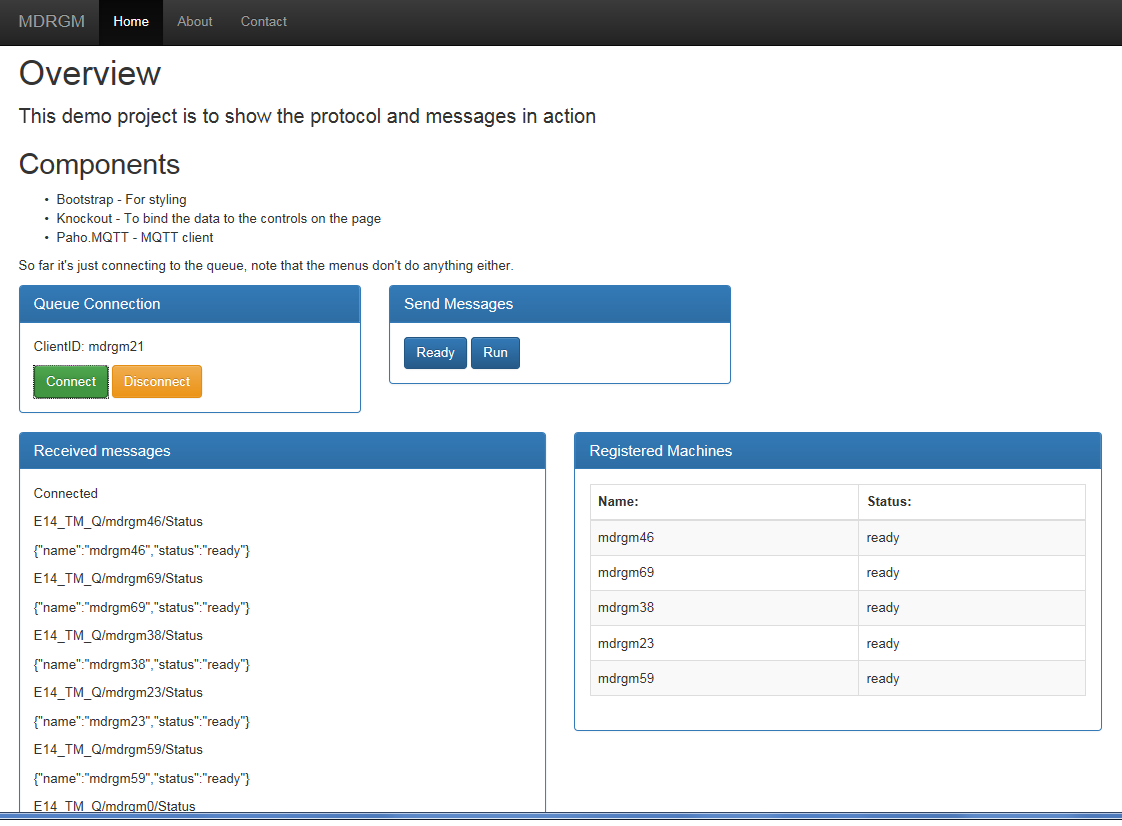 MDRGM Home About Contact
Overview
This demo project is to show the protocol and messages in action
Components
• Bootstrap - For styling
• Knockout - To bind the data to the controls on the page
• Paho.MQTT - MQTT client
So far it's just connecting to the queue, note that the menus don't do anything either.
Queue Connection
ClientID: mdrgm21
Connect Disconnect
Send Messages
Ready Run
Received messages
Connected
E14_TM_Q/mdrgm46/Status
{"name":"mdrgm46","status":"ready"}
E14_TM_Q/mdrgm69/Status
{"name":"mdrgm69","status":"ready"}
E14_TM_Q/mdrgm38/Status
{"name":"mdrgm38","status":"ready"}
E14_TM_Q/mdrgm23/Status
{"name":"mdrgm23","status":"ready"}
E14_TM_Q/mdrgm59/Status
{"name":"mdrgm59","status":"ready"}
E14_TM_Q/mdrgm0/Status
Registered Machines
Name: Status:
mdrgm46 ready
mdrgm69 ready
mdrgm38 ready
mdrgm23 ready
mdrgm59 ready